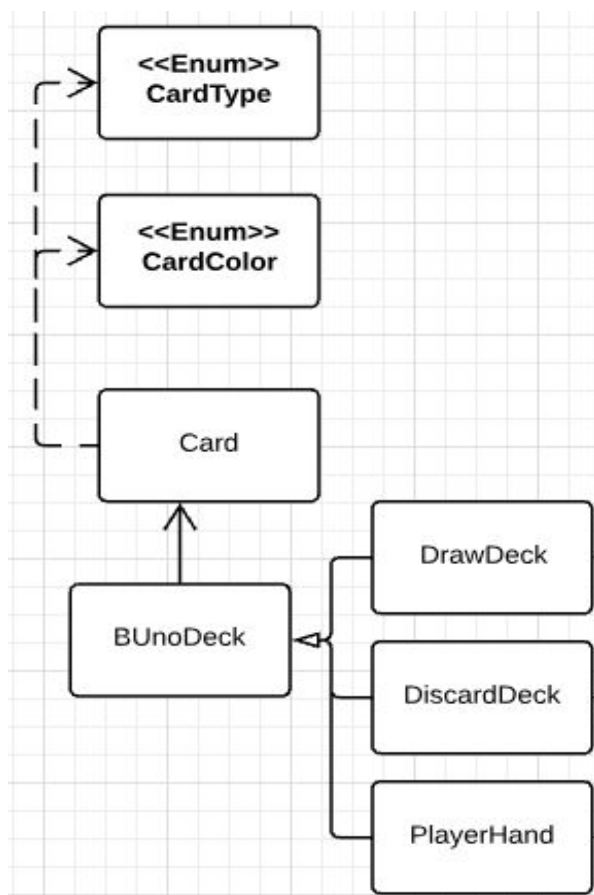 <<Enum>>
CardType
<<Enum>>
CardColor
Card
DrawDeck
BUnoDeck
DiscardDeck
PlayerHand